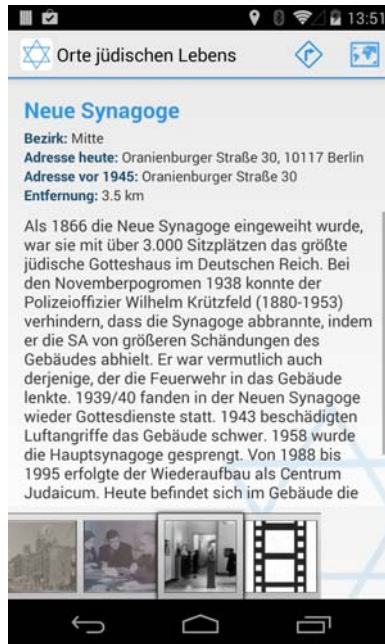 13:51
Orte jüdischen Lebens
Neue Synagoge
Bezirk: Mitte
Adresse heute: Oranienburger Straße 30, 10117 Berlin
Adresse vor 1945: Oranienburger Straße 30
Entfernung: 3.5 km
Als 1866 die Neue Synagoge eingeweiht wurde,
war sie mit über 3.000 Sitzplätzen das größte
jüdische Gotteshaus im Deutschen Reich. Bei
den Novemberpogromen 1938 konnte der
Polizeioffizier Wilhelm Krützfeld (1880-1953)
verhindern, dass die Synagoge abbrannte, indem
er die SA von größeren Schändungen des
Gebäudes abhielt. Er war vermutlich auch
derjenige, der die Feuerwehr in das Gebäude
lenkte. 1939/40 fanden in der Neuen Synagoge
wieder Gottesdienste statt. 1943 beschädigten
Luftangriffe das Gebäude schwer. 1958 wurde
die Hauptsynagoge gesprengt. Von 1988 bis
1995 erfolgte der Wiederaufbau als Centrum
Judaicum. Heute befindet sich im Gebäude die